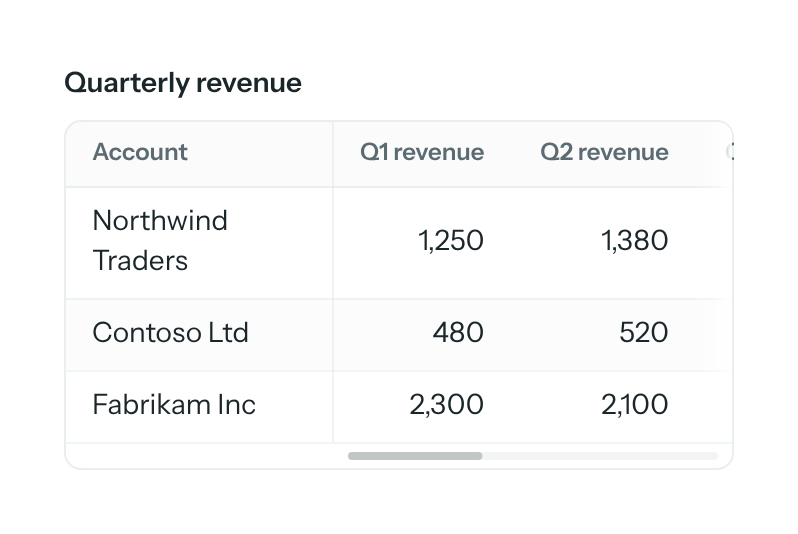 Quarterly revenue
Account Q1 revenue Q2 revenue
Northwind
Traders 1,250 1,380
Contoso Ltd 480 520
Fabrikam Inc 2,300 2,100